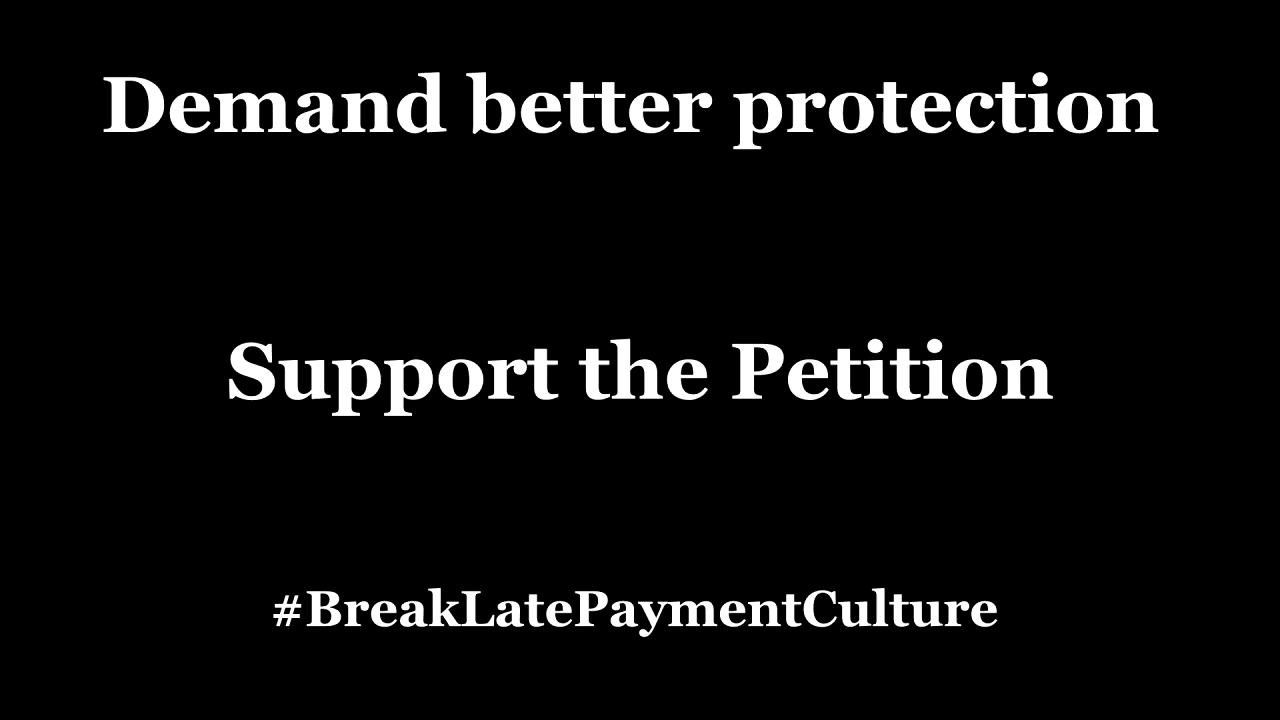 Demand better protection
Support the Petition
#BreakLatePaymentCulture